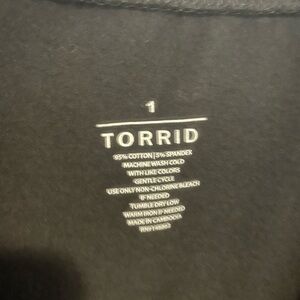 1
TORRID
95% COTTON | 5% SPANDEX
MACHINE WASH COLD
WITH LIKE COLORS
GENTLE CYCLE
USE ONLY NON-CHLORINE BLEACH
IF NEEDED
TUMBLE DRY LOW
WARM IRON IF NEEDED
MADE IN CAMBODIA